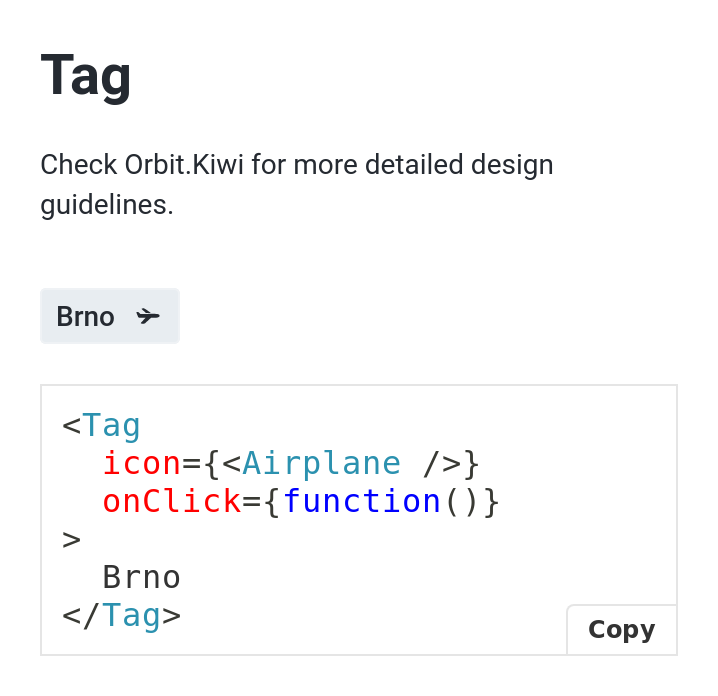 Tag
Check Orbit.Kiwi for more detailed design
guidelines.
Brno
<Tag
  icon={<Airplane />}
  onClick={function()}
>
  Brno
</Tag>
Copy